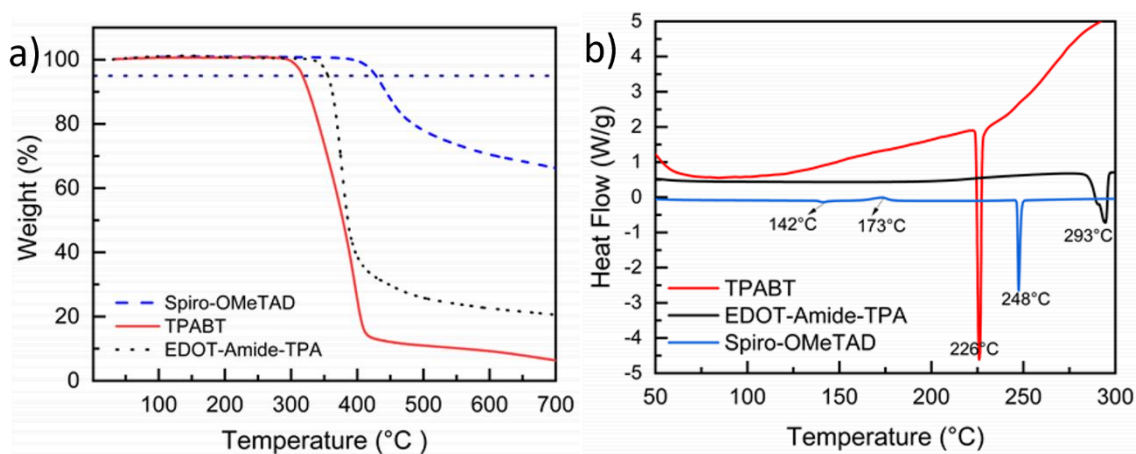 a)
Weight (%)
100
80
60
40
20
0
Spiro-OMeTAD
TPABT
EDOT-Amide-TPA
100 200 300 400 500 600 700
Temperature (°C )
b)
Heat Flow (W/g)
5
4
3
2
1
0
-1
-2
-3
-4
-5
142°C
173°C
293°C
248°C
226°C
TPABT
EDOT-Amide-TPA
Spiro-OMeTAD
50 100 150 200 250 300
Temperature (°C)